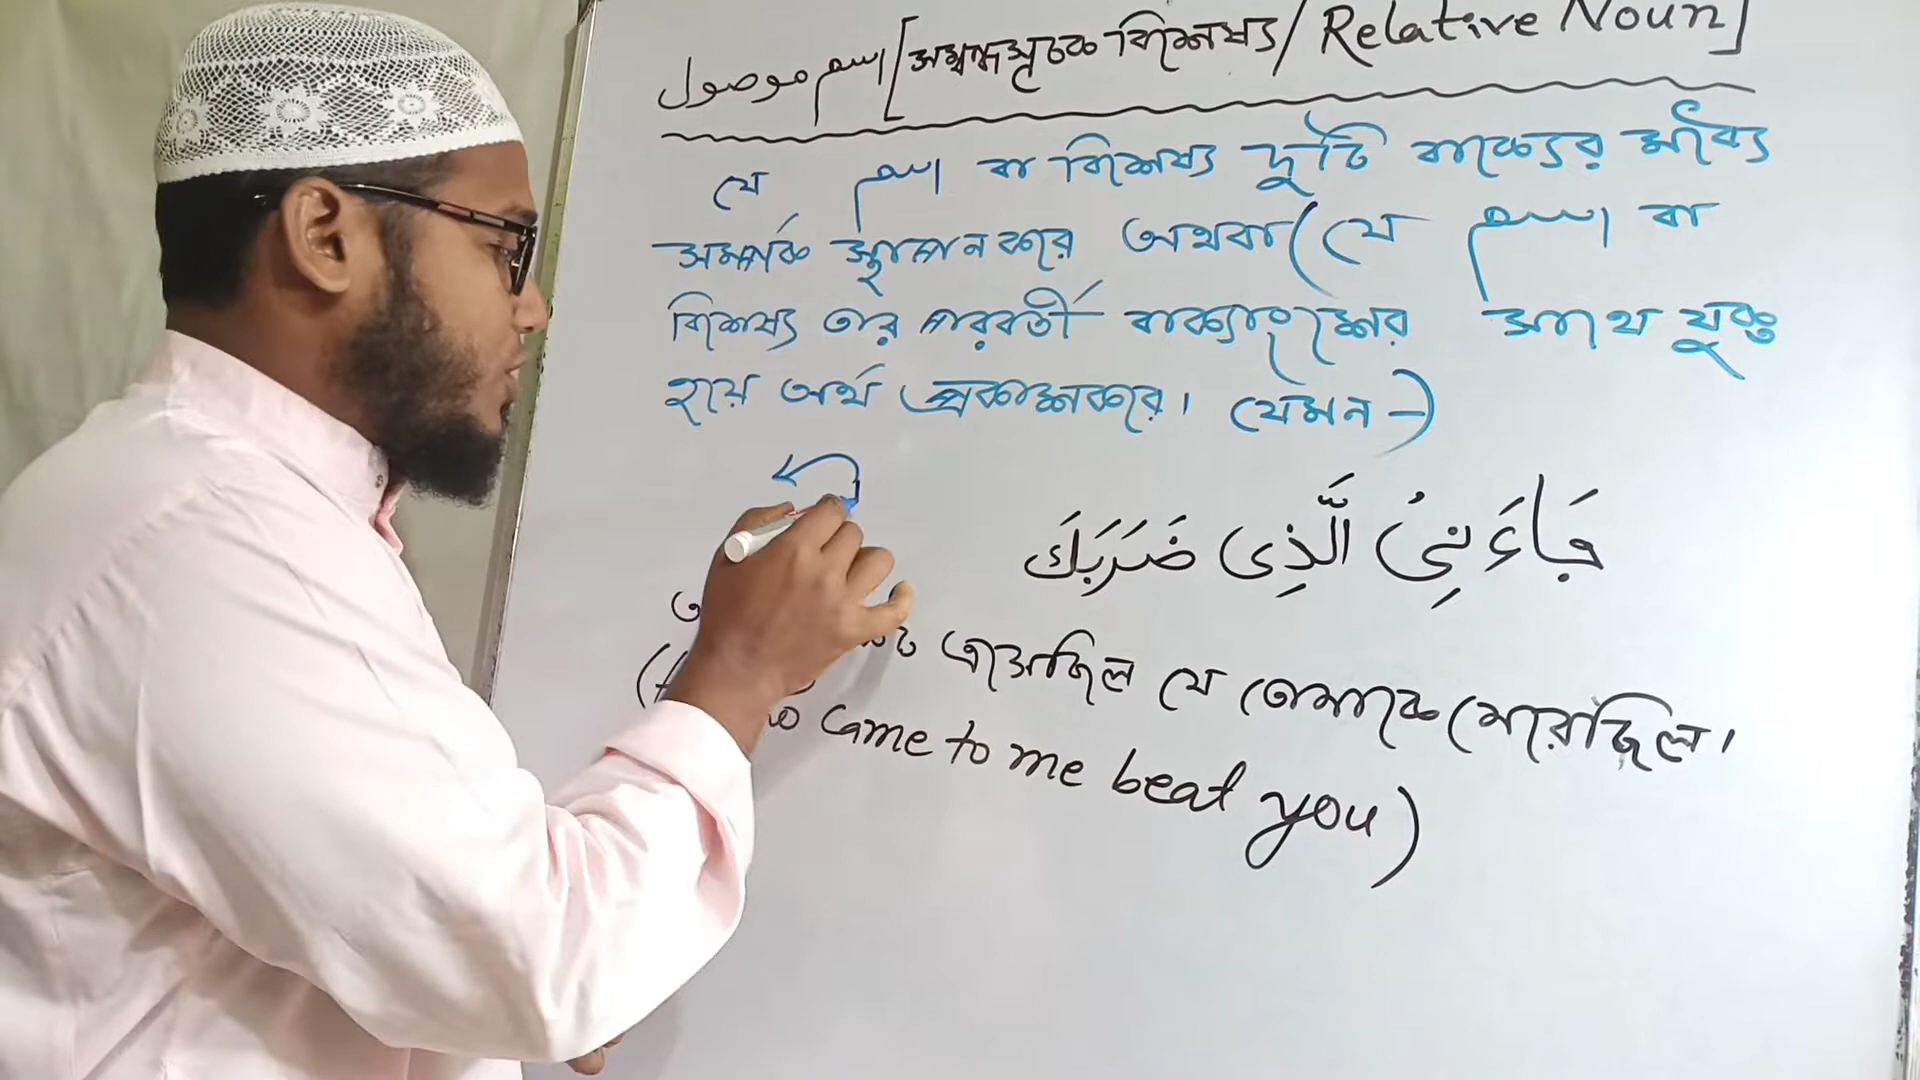 اسم موصول [সম্বন্ধসূচক বিশেষ্য/Relative Noun]
যে اسم বা বিশেষ্য দুটি বাক্যের মধ্যে
সম্পর্ক স্থাপন করে অথবা (যে اسم বা
বিশেষ্য তার পরবর্তী বাক্যাংশের সাথে যুক্ত
হয়ে অর্থ প্রকাশ করে। যেমন-)
جَاءَنِيْ الَّذِي ضَرَبَكَ
এসেছিল যে তোমাকে মেরেছিল।
came to me beat you)